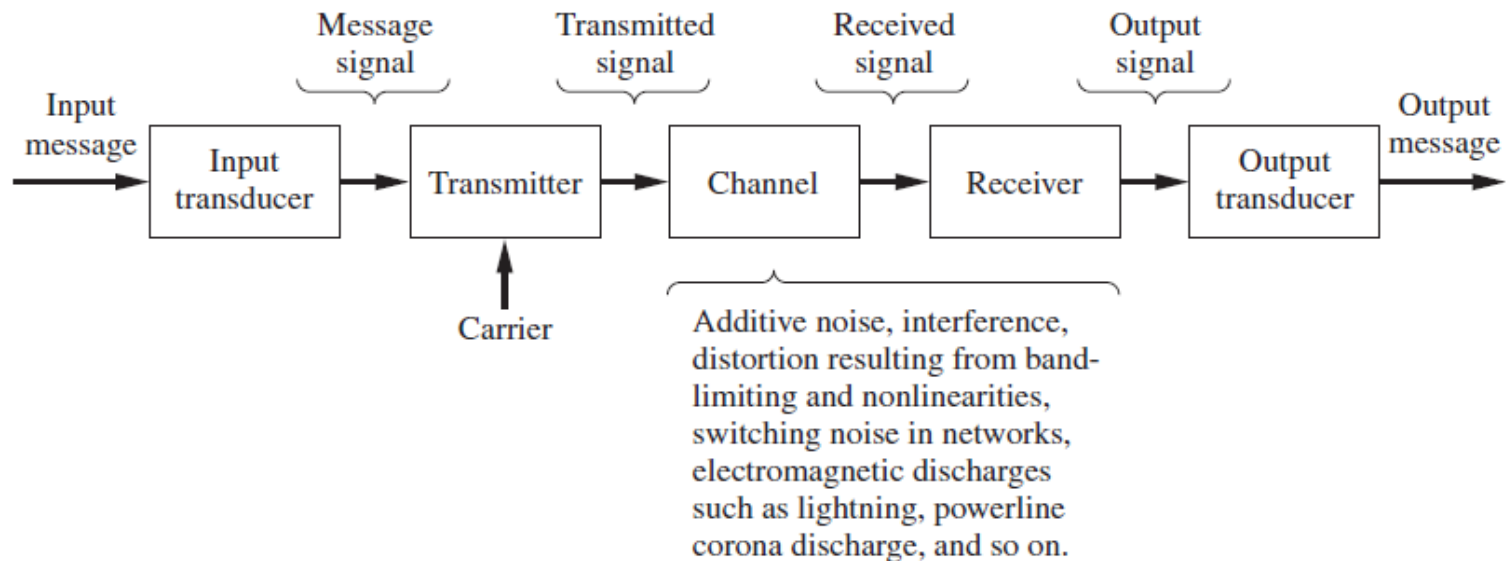 Message
signal
Transmitted
signal
Received
signal
Output
signal
Input
message
Input
transducer
Transmitter
Channel
Receiver
Output
transducer
Output
message
Carrier
Additive noise, interference,
distortion resulting from band-
limiting and nonlinearities,
switching noise in networks,
electromagnetic discharges
such as lightning, powerline
corona discharge, and so on.